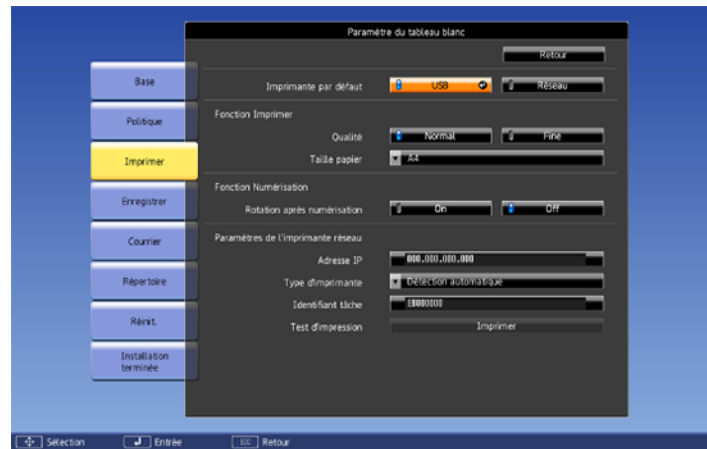 Paramètre du tableau blanc
Retour
Base
Imprimante par défaut
USB
Réseau
Politique
Fonction Imprimer
Qualité
Normal
Fine
Imprimer
Taille papier
A4
Fonction Numérisation
Enregistrer
Rotation après numérisation
On
Off
Courrier
Paramètres de l'imprimante réseau
Adresse IP
000.000.000.000
Répertoire
Type d'imprimante
Détection automatique
Identifiant tâche
Réinit.
Test d'impression
Imprimer
Installation
terminée
Sélection
Entrée
Esc
Retour